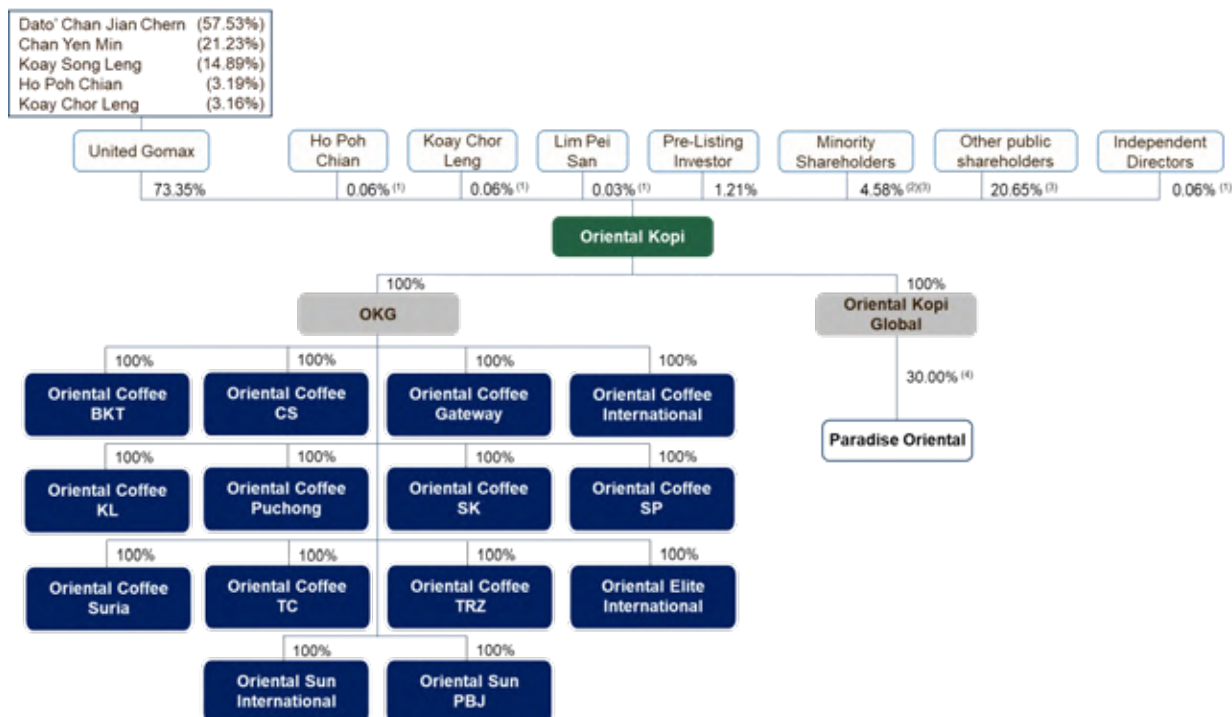 Dato' Chan Jian Chern (57.53%)
Chan Yen Min (21.23%)
Koay Song Leng (14.89%)
Ho Poh Chian (3.19%)
Koay Chor Leng (3.16%)
United Gomax
Ho Poh
Chian
Koay Chor
Leng
Lim Pei
San
Pre-Listing
Investor
Minority
Shareholders
Other public
shareholders
Independent
Directors
73.35%
0.06% (1)
0.06% (1)
0.03% (1)
1.21%
4.58% (2)(3)
20.65% (3)
0.06% (1)
Oriental Kopi
100%
100%
OKG
Oriental Kopi
Global
100%
100%
100%
100%
30.00% (4)
Oriental Coffee
BKT
Oriental Coffee
CS
Oriental Coffee
Gateway
Oriental Coffee
International
Paradise Oriental
100%
100%
100%
100%
Oriental Coffee
KL
Oriental Coffee
Puchong
Oriental Coffee
SK
Oriental Coffee
SP
100%
100%
100%
100%
Oriental Coffee
Suria
Oriental Coffee
TC
Oriental Coffee
TRZ
Oriental Elite
International
100%
100%
Oriental Sun
International
Oriental Sun
PBJ